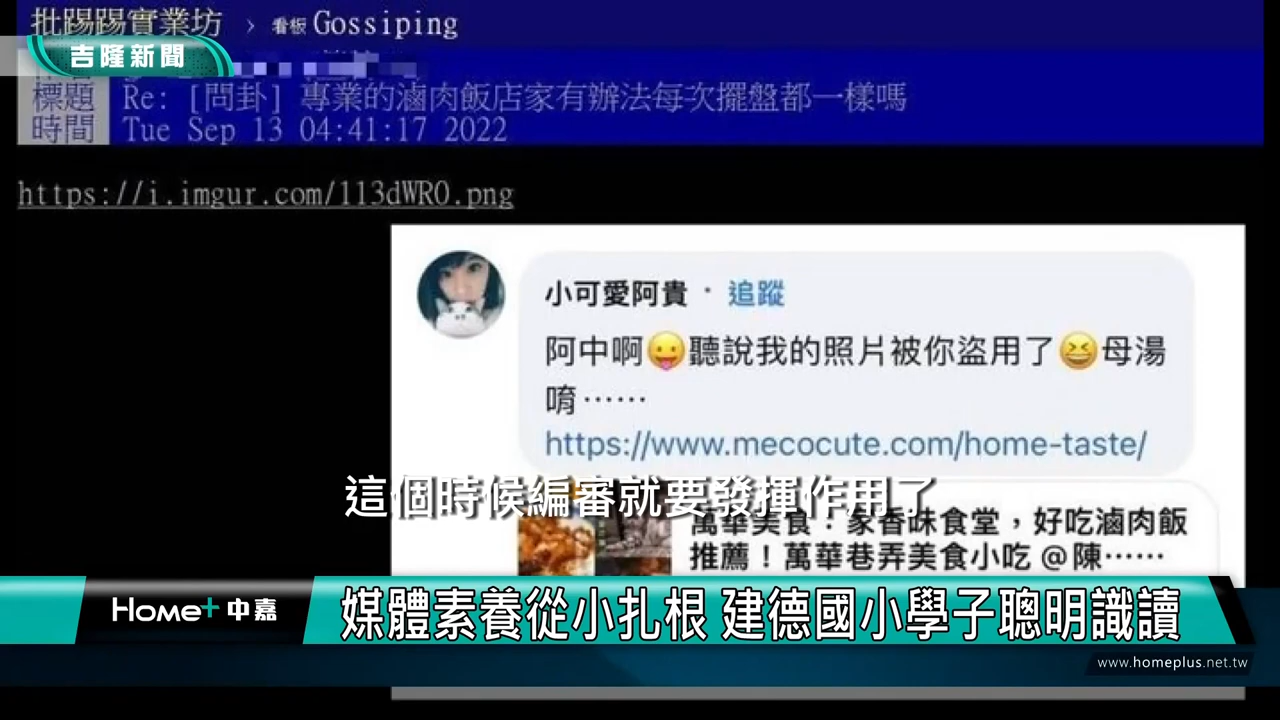 批踢踢實業坊 › 看板 Gossiping
吉隆新聞
標題 Re: [問卦] 專業的滷肉飯店家有辦法每次擺盤都一樣嗎
時間 Tue Sep 13 04:41:17 2022
https://i.imgur.com/113dWRO.png
小可愛阿貴 · 追蹤
阿中啊😛聽說我的照片被你盜用了😆母湯
唷……
https://www.mecocute.com/home-taste/
這個時候編審就要發揮作用了
萬華美食：家香味食堂，好吃滷肉飯
推薦！萬華巷弄美食小吃 @陳……
Home+ 中嘉
媒體素養從小扎根 建德國小學子聰明識讀
www.homeplus.net.tw